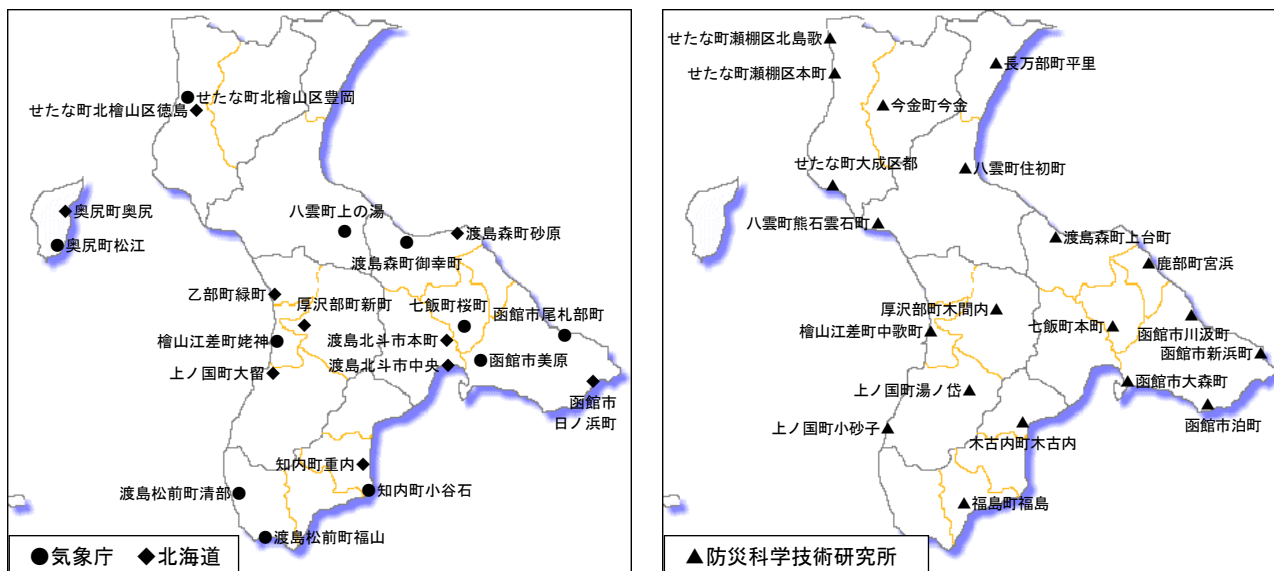 せたな町北檜山区豊岡
せたな町北檜山区徳島
奥尻町奥尻
奥尻町松江
八雲町上の湯
渡島森町砂原
渡島森町御幸町
乙部町緑町
厚沢部町新町
七飯町桜町
函館市尾札部町
檜山江差町姥神
渡島北斗市本町
函館市美原
上ノ国町大留
渡島北斗市中央
函館市
日ノ浜町
知内町重内
渡島松前町清部
知内町小谷石
渡島松前町福山
●気象庁 ◆北海道
せたな町瀬棚区北島歌
長万部町平里
せたな町瀬棚区本町
今金町今金
せたな町大成区都
八雲町住初町
八雲町熊石雲石町
渡島森町上台町
鹿部町宮浜
厚沢部町木間内
檜山江差町中歌町
七飯町本町
函館市川汲町
函館市新浜町
上ノ国町湯ノ岱
函館市大森町
上ノ国町小砂子
函館市泊町
木古内町木古内
福島町福島
▲防災科学技術研究所